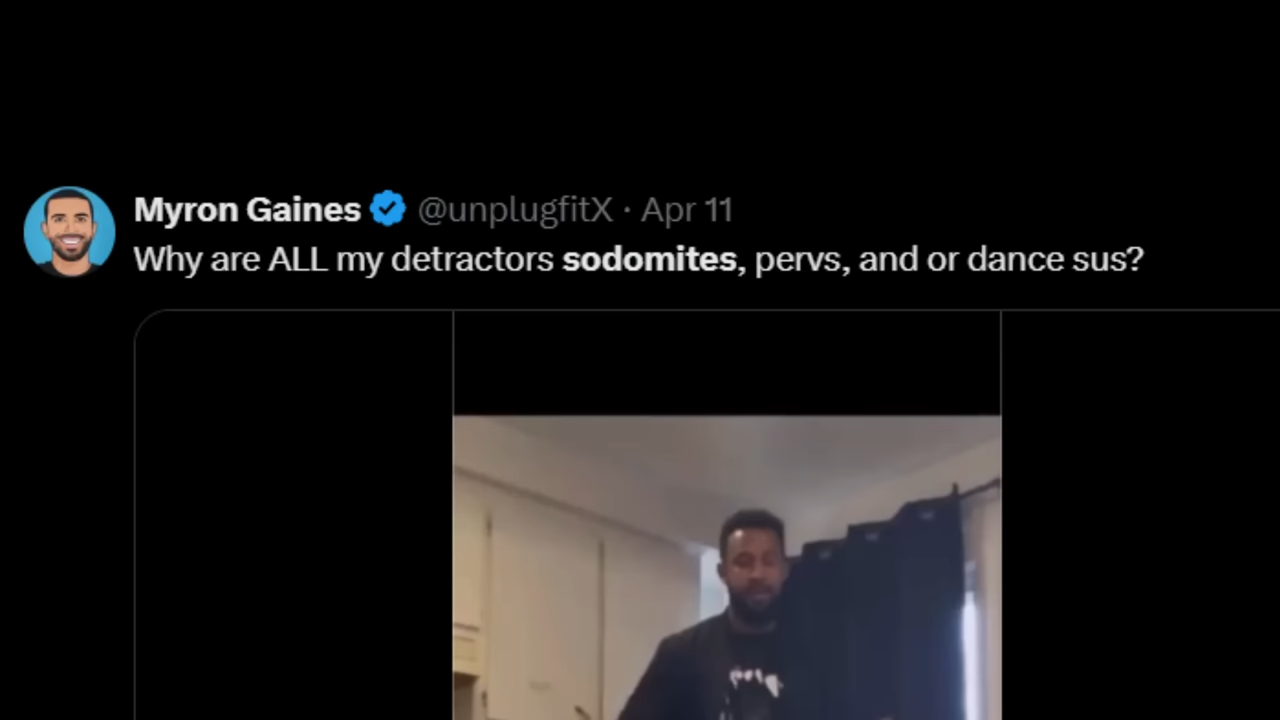 Myron Gaines @unplugfitX · Apr 11
Why are ALL my detractors sodomites, pervs, and or dance sus?